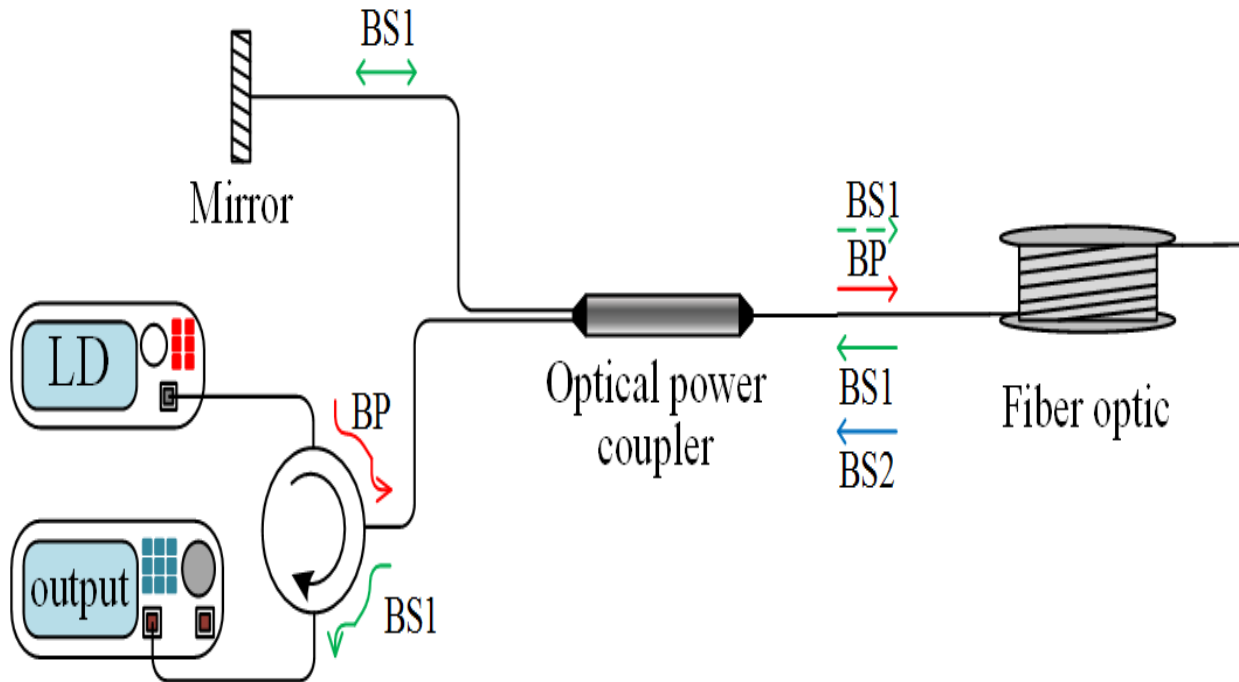 BS1
Mirror
BS1
BP
LD
Optical power
coupler
BS1
BS2
Fiber optic
BP
output
BS1